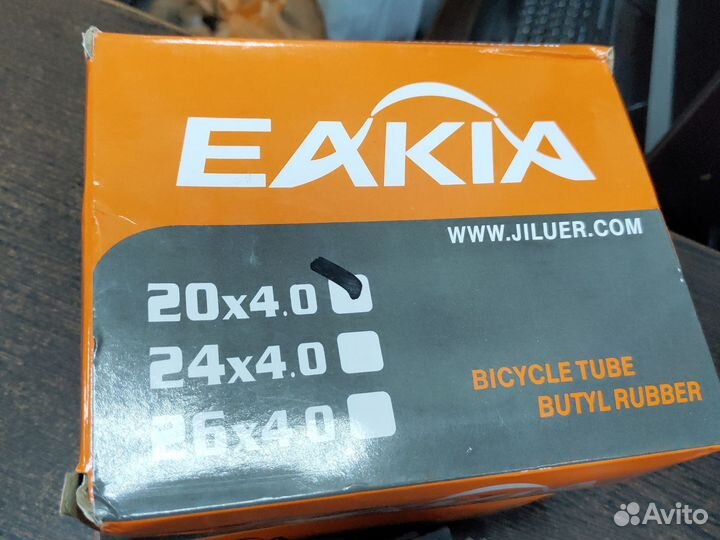 EAKIA
WWW.JILUER.COM
20x4.0
24x4.0
26x4.0
BICYCLE TUBE
BUTYL RUBBER
Avito